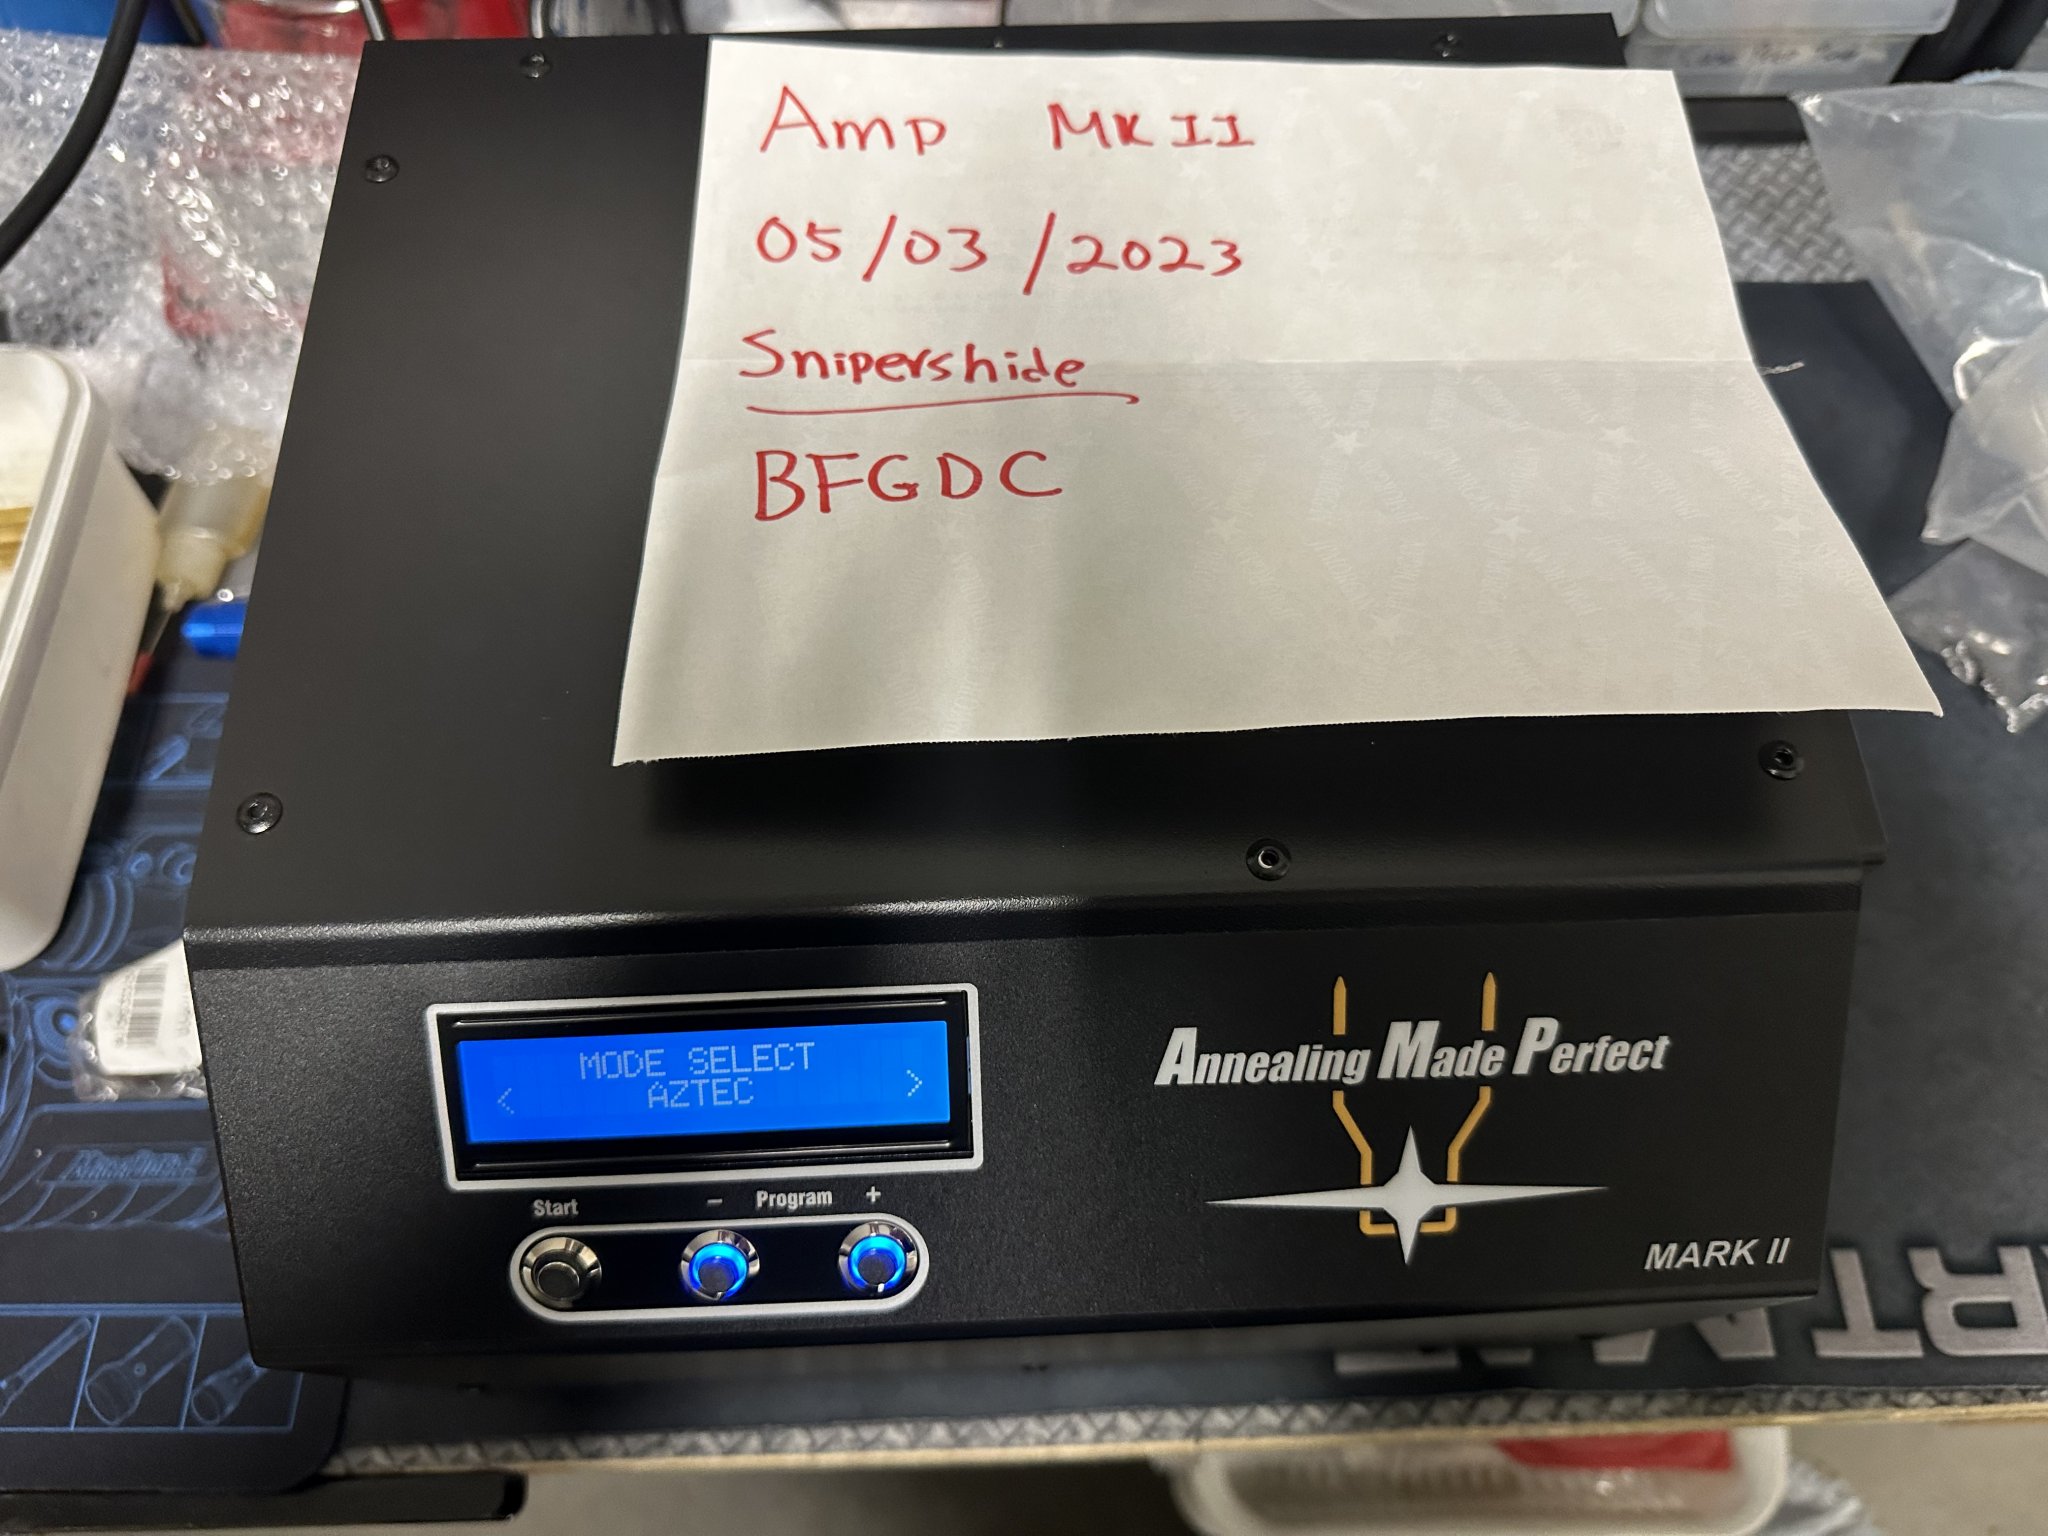 Amp MKII
05/03/2023
Snipershide
BFGDC
MODE SELECT
< AZTEC >
Start - Program +
Annealing Made Perfect
MARK II